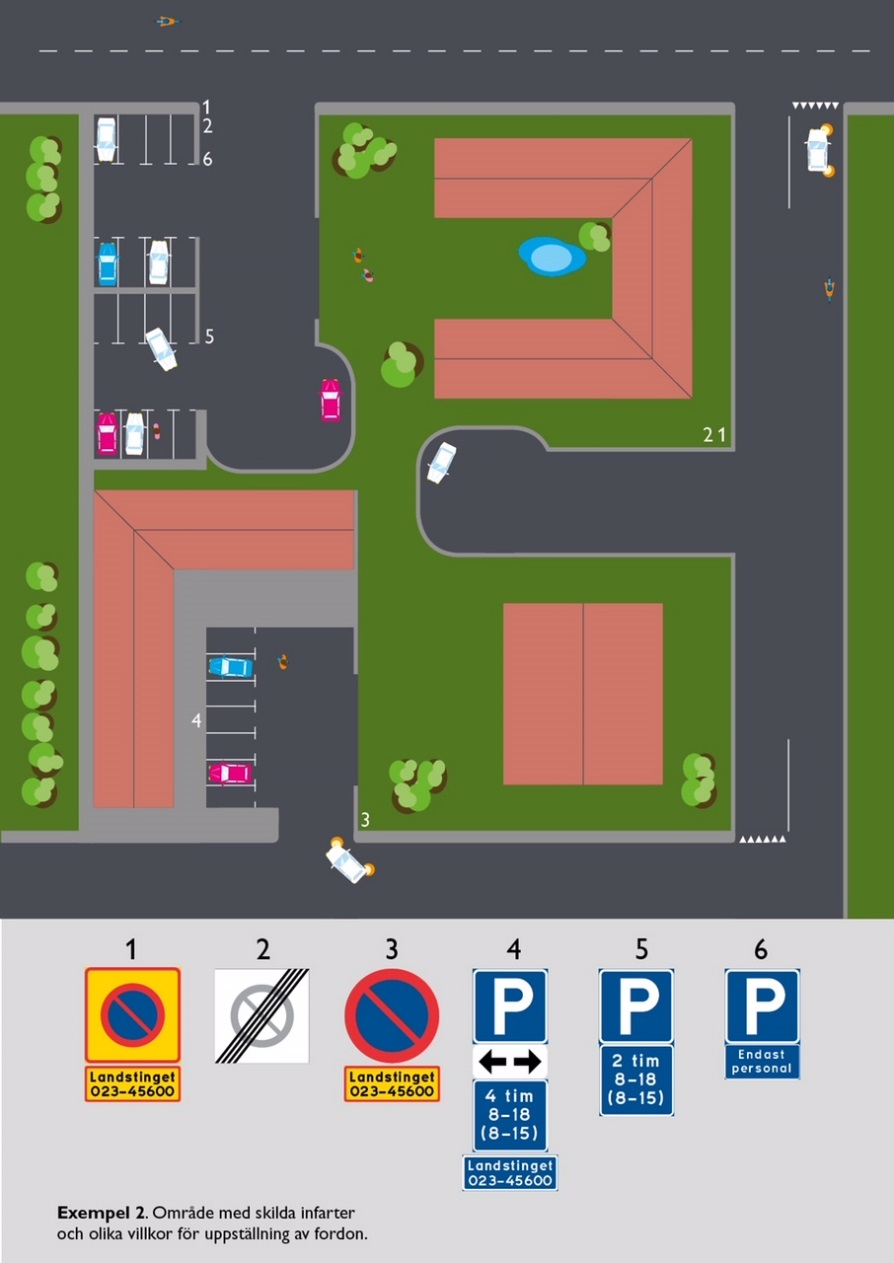 1
2
6
5
2 1
4
3
1 2 3 4 5 6
Landstinget
023-45600
Landstinget
023-45600
P
4 tim
8-18
(8-15)
Landstinget
023-45600
P
2 tim
8-18
(8-15)
P
Endast
personal
Exempel 2. Område med skilda infarter
och olika villkor för uppställning av fordon.